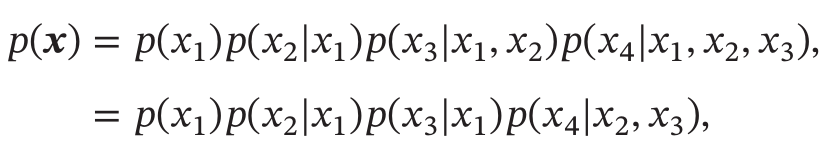 p(x) = p(x₁)p(x₂|x₁)p(x₃|x₁, x₂)p(x₄|x₁, x₂, x₃),
= p(x₁)p(x₂|x₁)p(x₃|x₁)p(x₄|x₂, x₃),